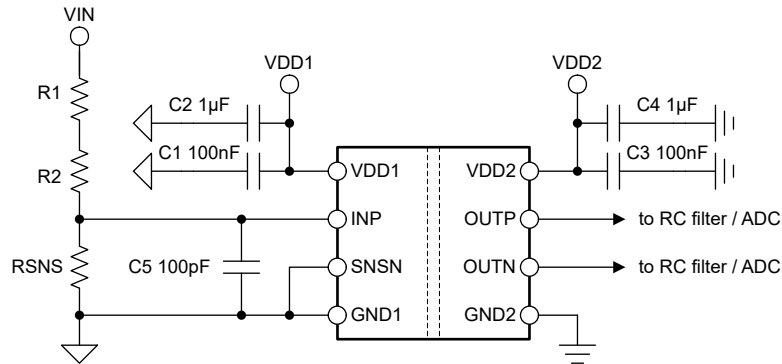 VIN
VDD1
VDD2
R1
C2 1µF
C4 1µF
C1 100nF
C3 100nF
R2
VDD1
VDD2
INP
OUTP
to RC filter / ADC
RSNS
C5 100pF
SNSN
OUTN
to RC filter / ADC
GND1
GND2